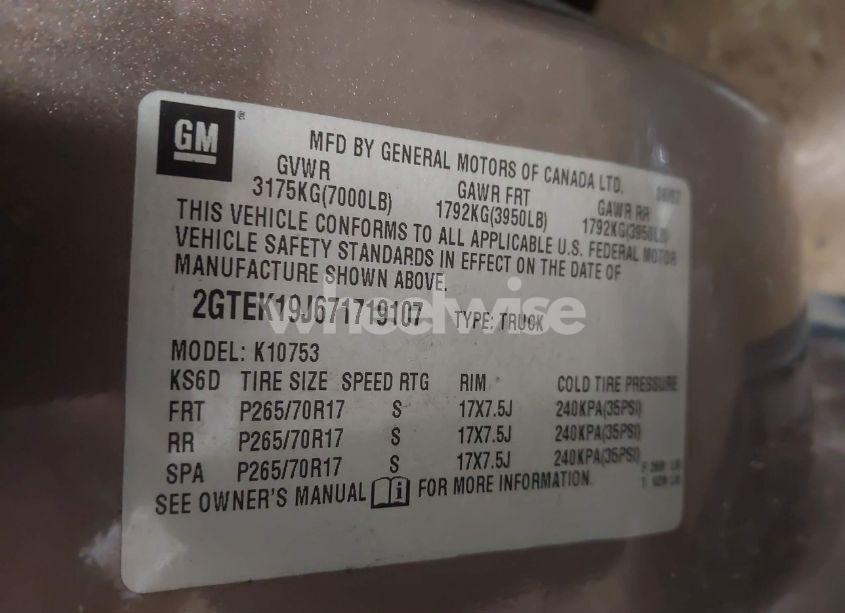 GM
MFD BY GENERAL MOTORS OF CANADA LTD.
GVWR GAWR FRT GAWR RR
3175KG(7000LB) 1792KG(3950LB) 1792KG(3950LB)
THIS VEHICLE CONFORMS TO ALL APPLICABLE U.S. FEDERAL MOTOR
VEHICLE SAFETY STANDARDS IN EFFECT ON THE DATE OF
MANUFACTURE SHOWN ABOVE.
2GTEK19J671719107 TYPE: TRUCK
wheelwise
MODEL: K10753
KS6D TIRE SIZE SPEED RTG RIM COLD TIRE PRESSURE
FRT P265/70R17 S 17X7.5J 240KPA(35PSI)
RR P265/70R17 S 17X7.5J 240KPA(35PSI)
SPA P265/70R17 S 17X7.5J 240KPA(35PSI)
SEE OWNER'S MANUAL i FOR MORE INFORMATION.